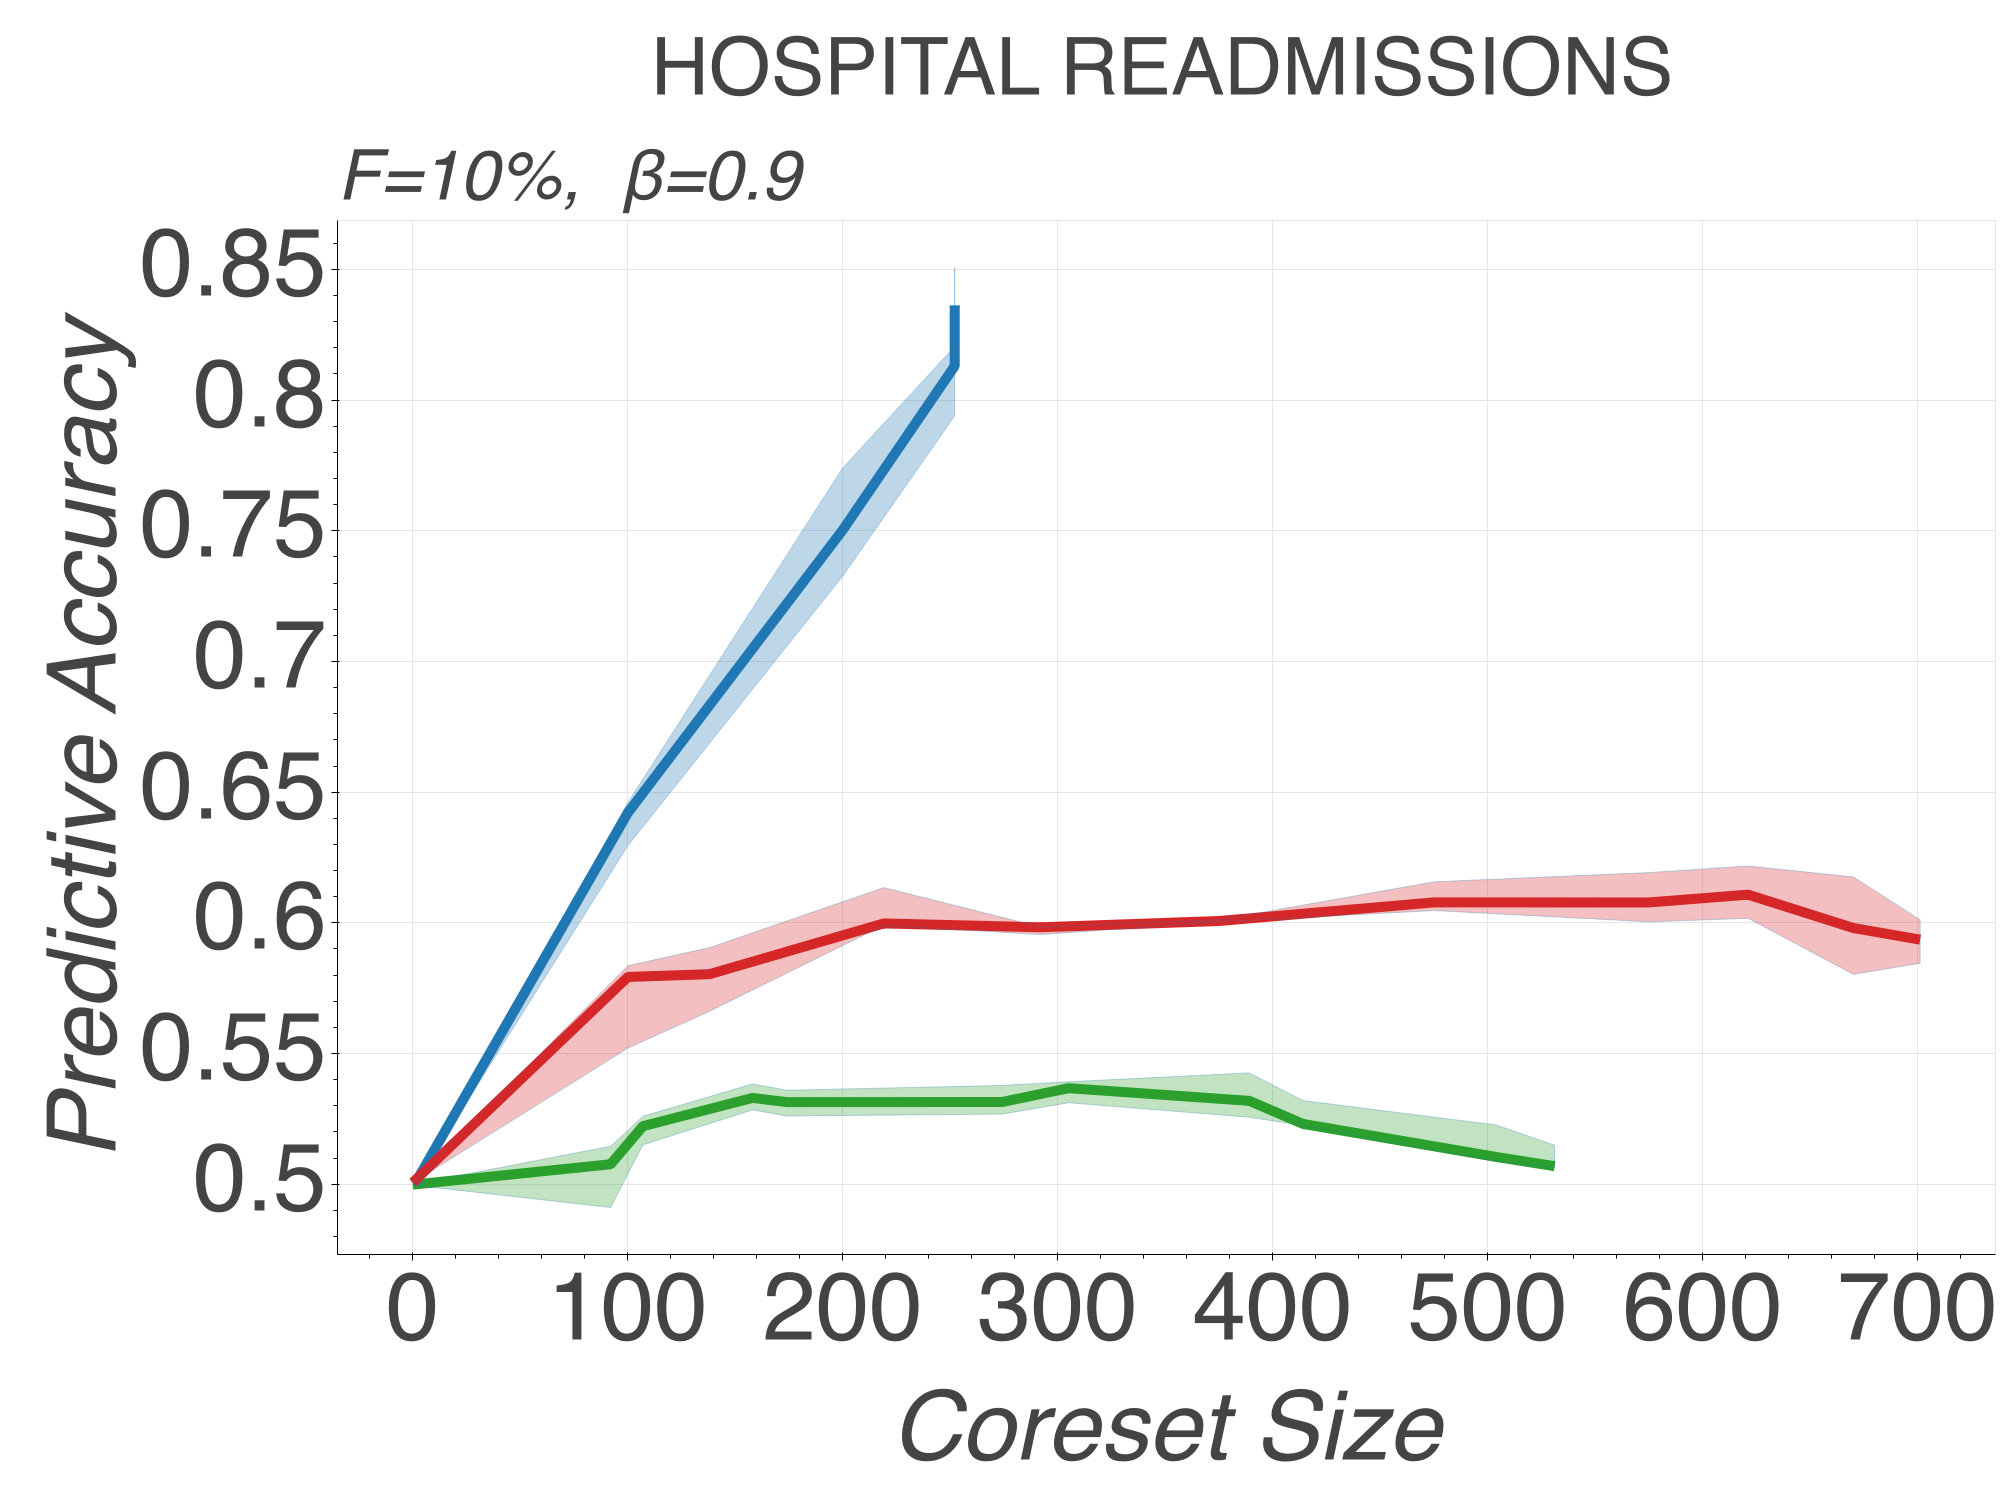 HOSPITAL READMISSIONS
F=10%, β=0.9
Predictive Accuracy
0.85
0.8
0.75
0.7
0.65
0.6
0.55
0.5
0 100 200 300 400 500 600 700
Coreset Size